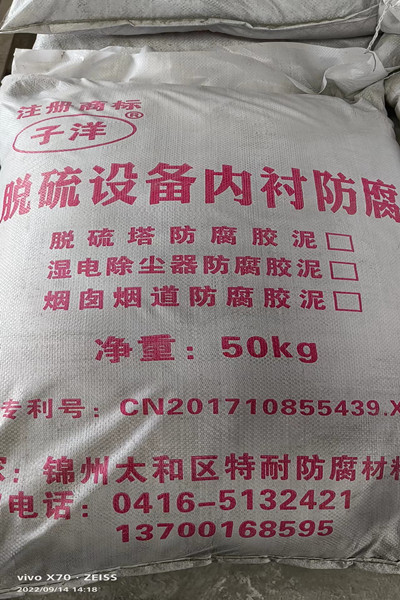 注册商标
子洋®
脱硫设备内衬防腐
脱硫塔防腐胶泥□
湿电除尘器防腐胶泥□
烟囱烟道防腐胶泥□
净重：50kg
专利号：CN201710855439.X
：锦州太和区特耐防腐材料
电话：0416-5132421
13700168595
vivo X70 · ZEISS
2022/09/14 14:18